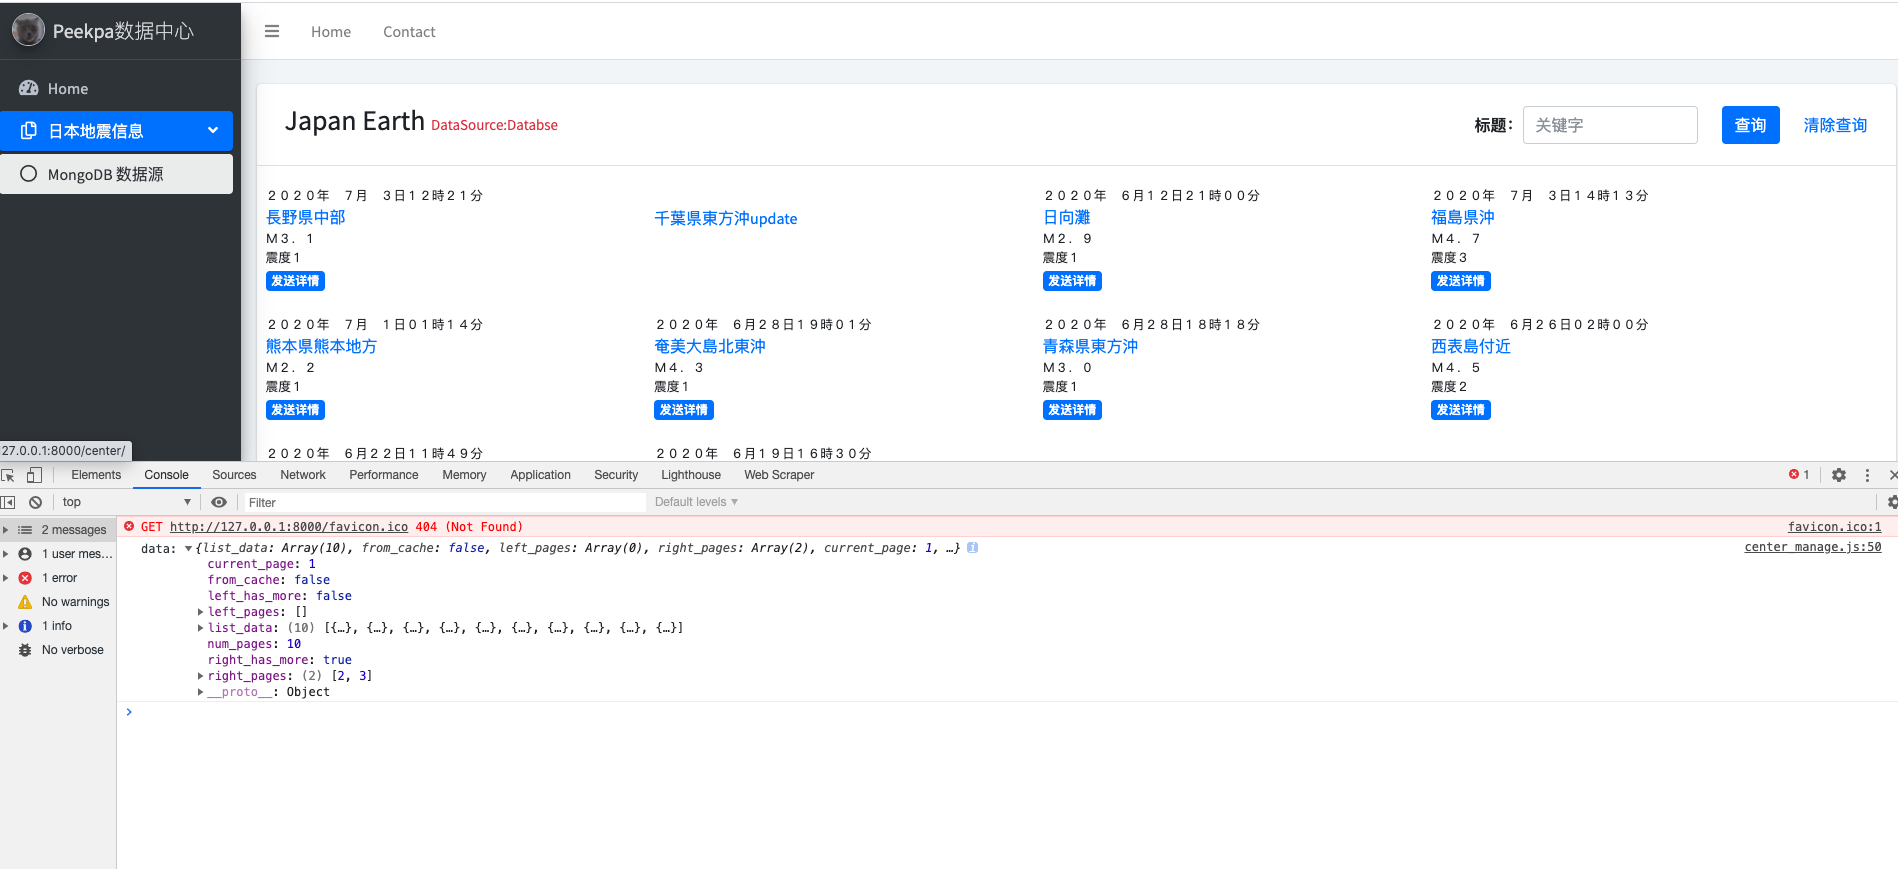 Peekpa数据中心
Home
Contact
Home
日本地震信息
MongoDB 数据源
Japan Earth DataSource:Databse
标题:
关键字
查询
清除查询
２０２０年　７月　３日１２時２１分
長野県中部
Ｍ３．１
震度１
发送详情
千葉県東方沖update
２０２０年　６月１２日２１時００分
日向灘
Ｍ２．９
震度１
发送详情
２０２０年　７月　３日１４時１３分
福島県沖
Ｍ４．７
震度３
发送详情
２０２０年　７月　１日０１時１４分
熊本県熊本地方
Ｍ２．２
震度１
发送详情
２０２０年　６月２８日１９時０１分
奄美大島北東沖
Ｍ４．３
震度１
发送详情
２０２０年　６月２８日１８時１８分
青森県東方沖
Ｍ３．０
震度１
发送详情
２０２０年　６月２６日０２時００分
西表島付近
Ｍ４．５
震度２
发送详情
２０２０年　６月２２日１１時４９分
２０２０年　６月１９日１６時３０分
27.0.0.1:8000/center/
Elements Console Sources Network Performance Memory Application Security Lighthouse Web Scraper 1
top Filter Default levels
2 messages
1 user mes...
1 error
No warnings
1 info
No verbose
GET http://127.0.0.1:8000/favicon.ico 404 (Not Found) favicon.ico:1
data: {list_data: Array(10), from_cache: false, left_pages: Array(0), right_pages: Array(2), current_page: 1, …} center_manage.js:50
current_page: 1
from_cache: false
left_has_more: false
left_pages: []
list_data: (10) [{…}, {…}, {…}, {…}, {…}, {…}, {…}, {…}, {…}, {…}]
num_pages: 10
right_has_more: true
right_pages: (2) [2, 3]
__proto__: Object